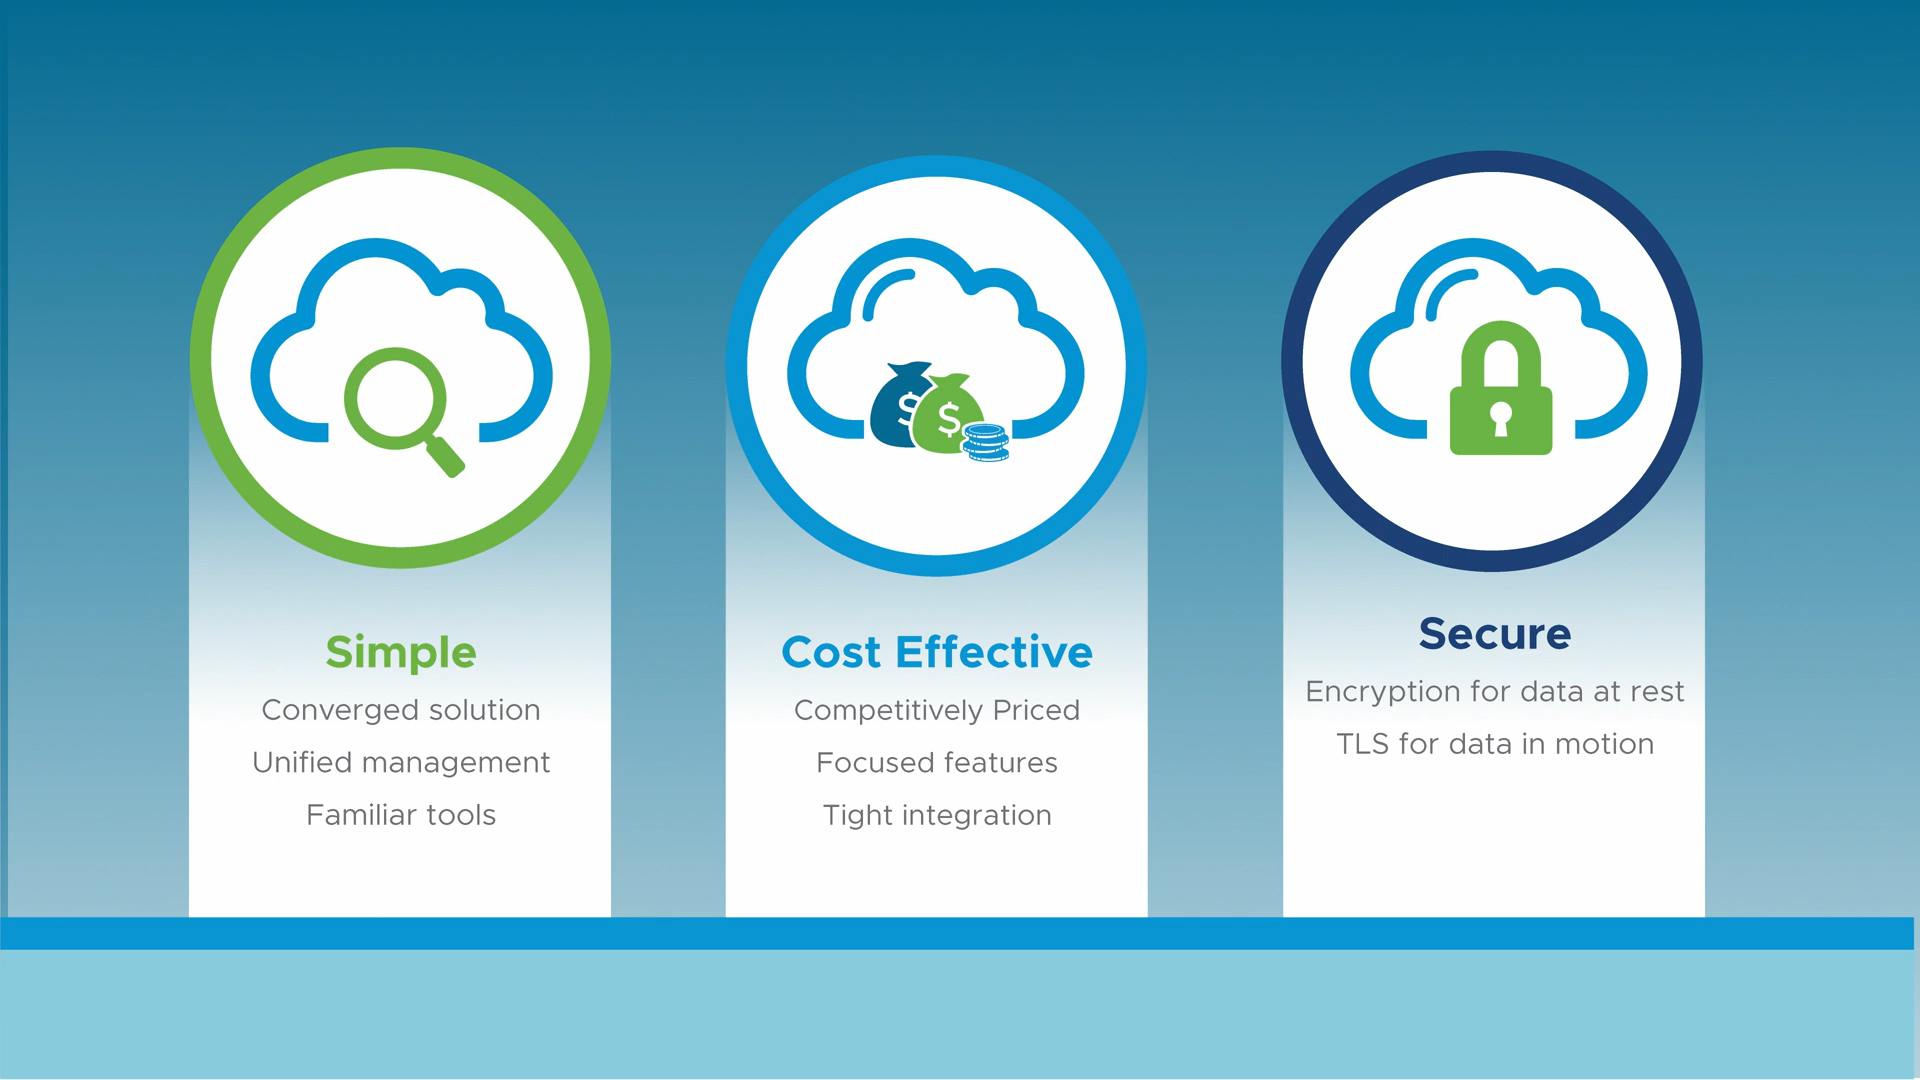 Simple
Converged solution
Unified management
Familiar tools
Cost Effective
Competitively Priced
Focused features
Tight integration
Secure
Encryption for data at rest
TLS for data in motion
$
$